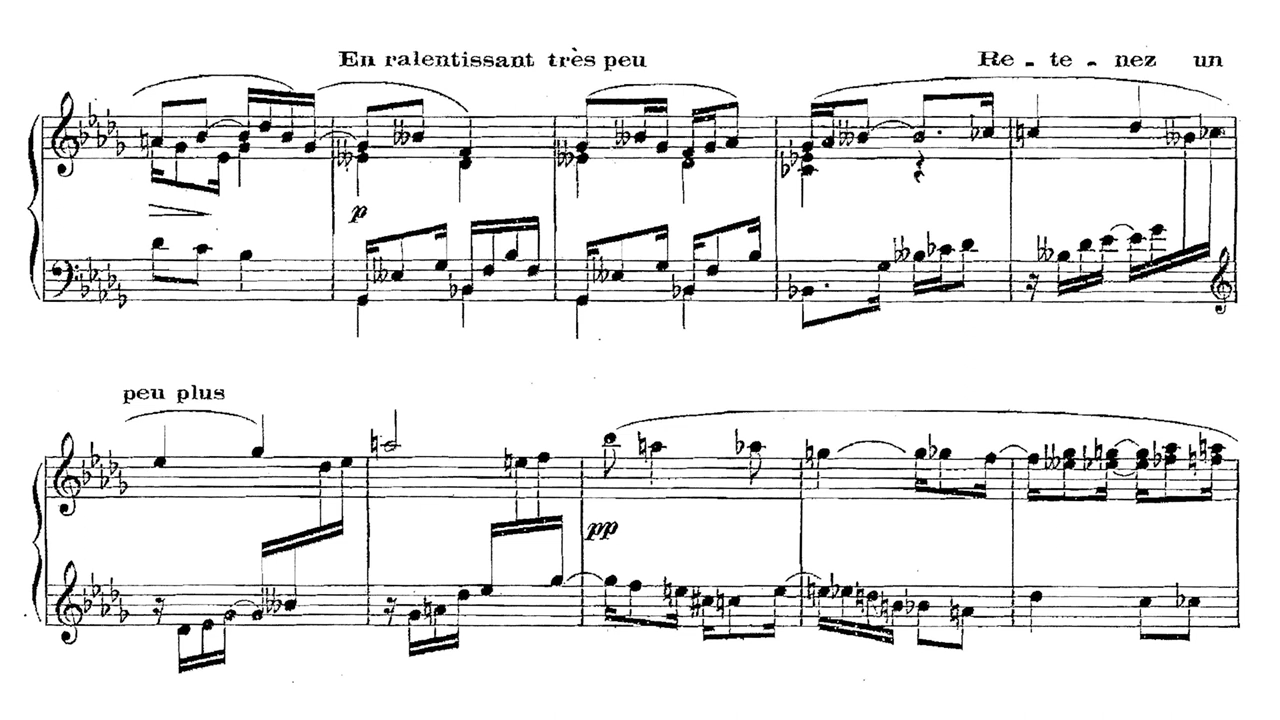 En ralentissant très peu Re - te - nez un
p
peu plus
pp